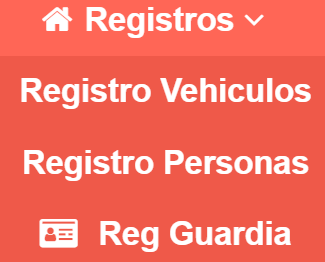 Registros
Registro Vehiculos
Registro Personas
Reg Guardia